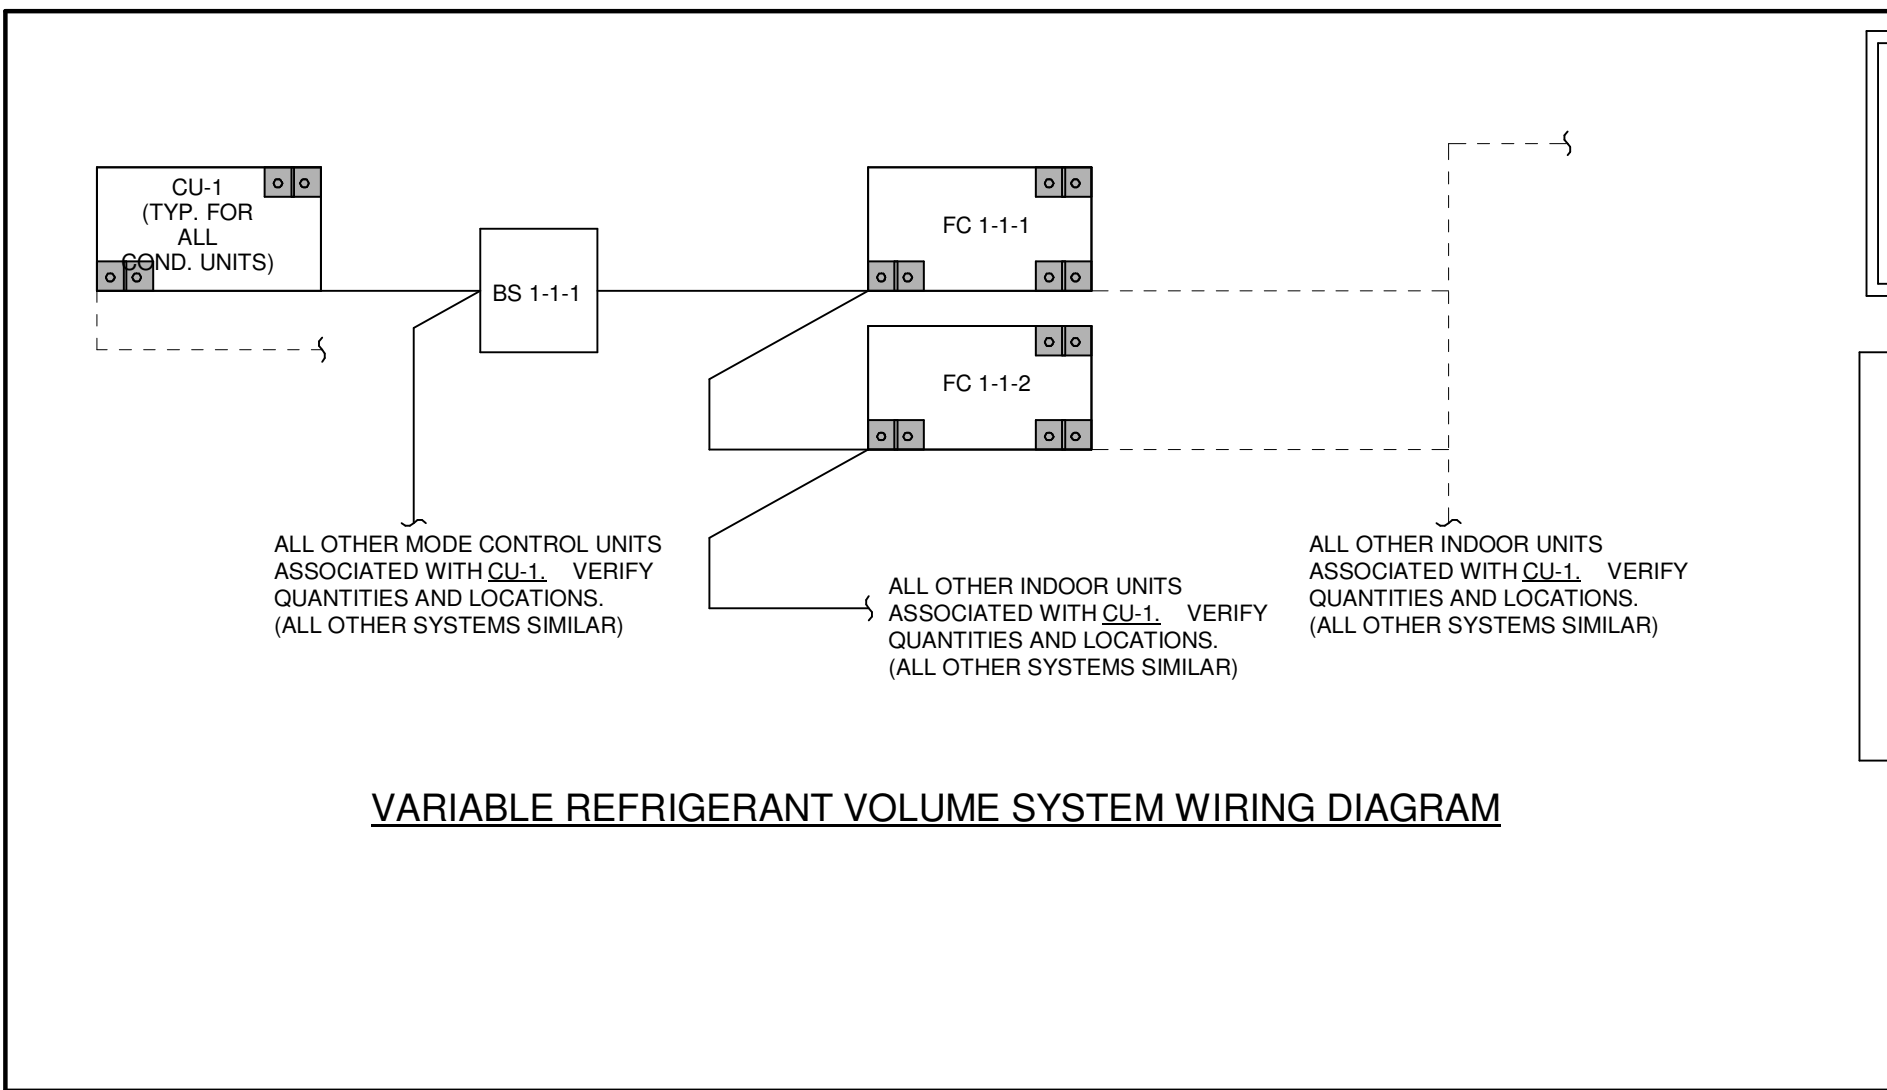 CU-1
(TYP. FOR
ALL
COND. UNITS)
BS 1-1-1
FC 1-1-1
FC 1-1-2
ALL OTHER MODE CONTROL UNITS
ASSOCIATED WITH CU-1. VERIFY
QUANTITIES AND LOCATIONS.
(ALL OTHER SYSTEMS SIMILAR)
ALL OTHER INDOOR UNITS
ASSOCIATED WITH CU-1. VERIFY
QUANTITIES AND LOCATIONS.
(ALL OTHER SYSTEMS SIMILAR)
ALL OTHER INDOOR UNITS
ASSOCIATED WITH CU-1. VERIFY
QUANTITIES AND LOCATIONS.
(ALL OTHER SYSTEMS SIMILAR)
VARIABLE REFRIGERANT VOLUME SYSTEM WIRING DIAGRAM